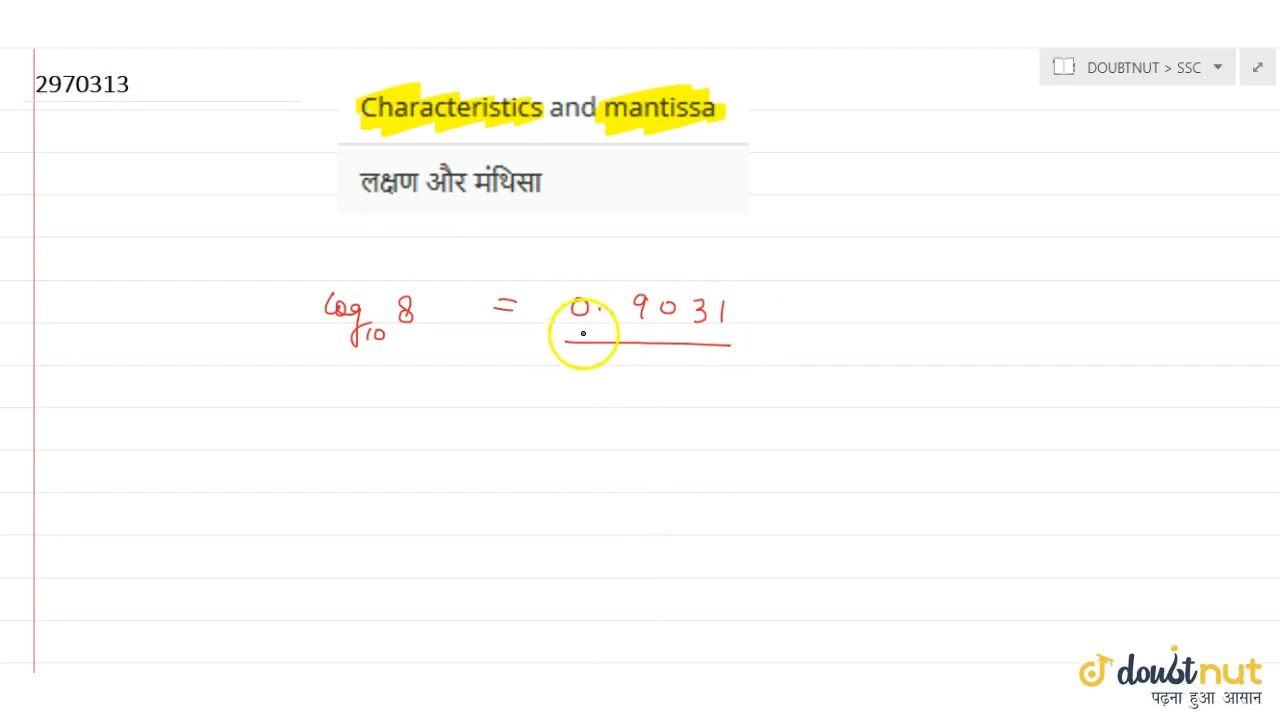 2970313
DOUBTNUT > SSC
Characteristics and mantissa
लक्षण और मंथिसा
log₁₀ 8 = 0.9031
doubtnut
पढ़ना हुआ आसान